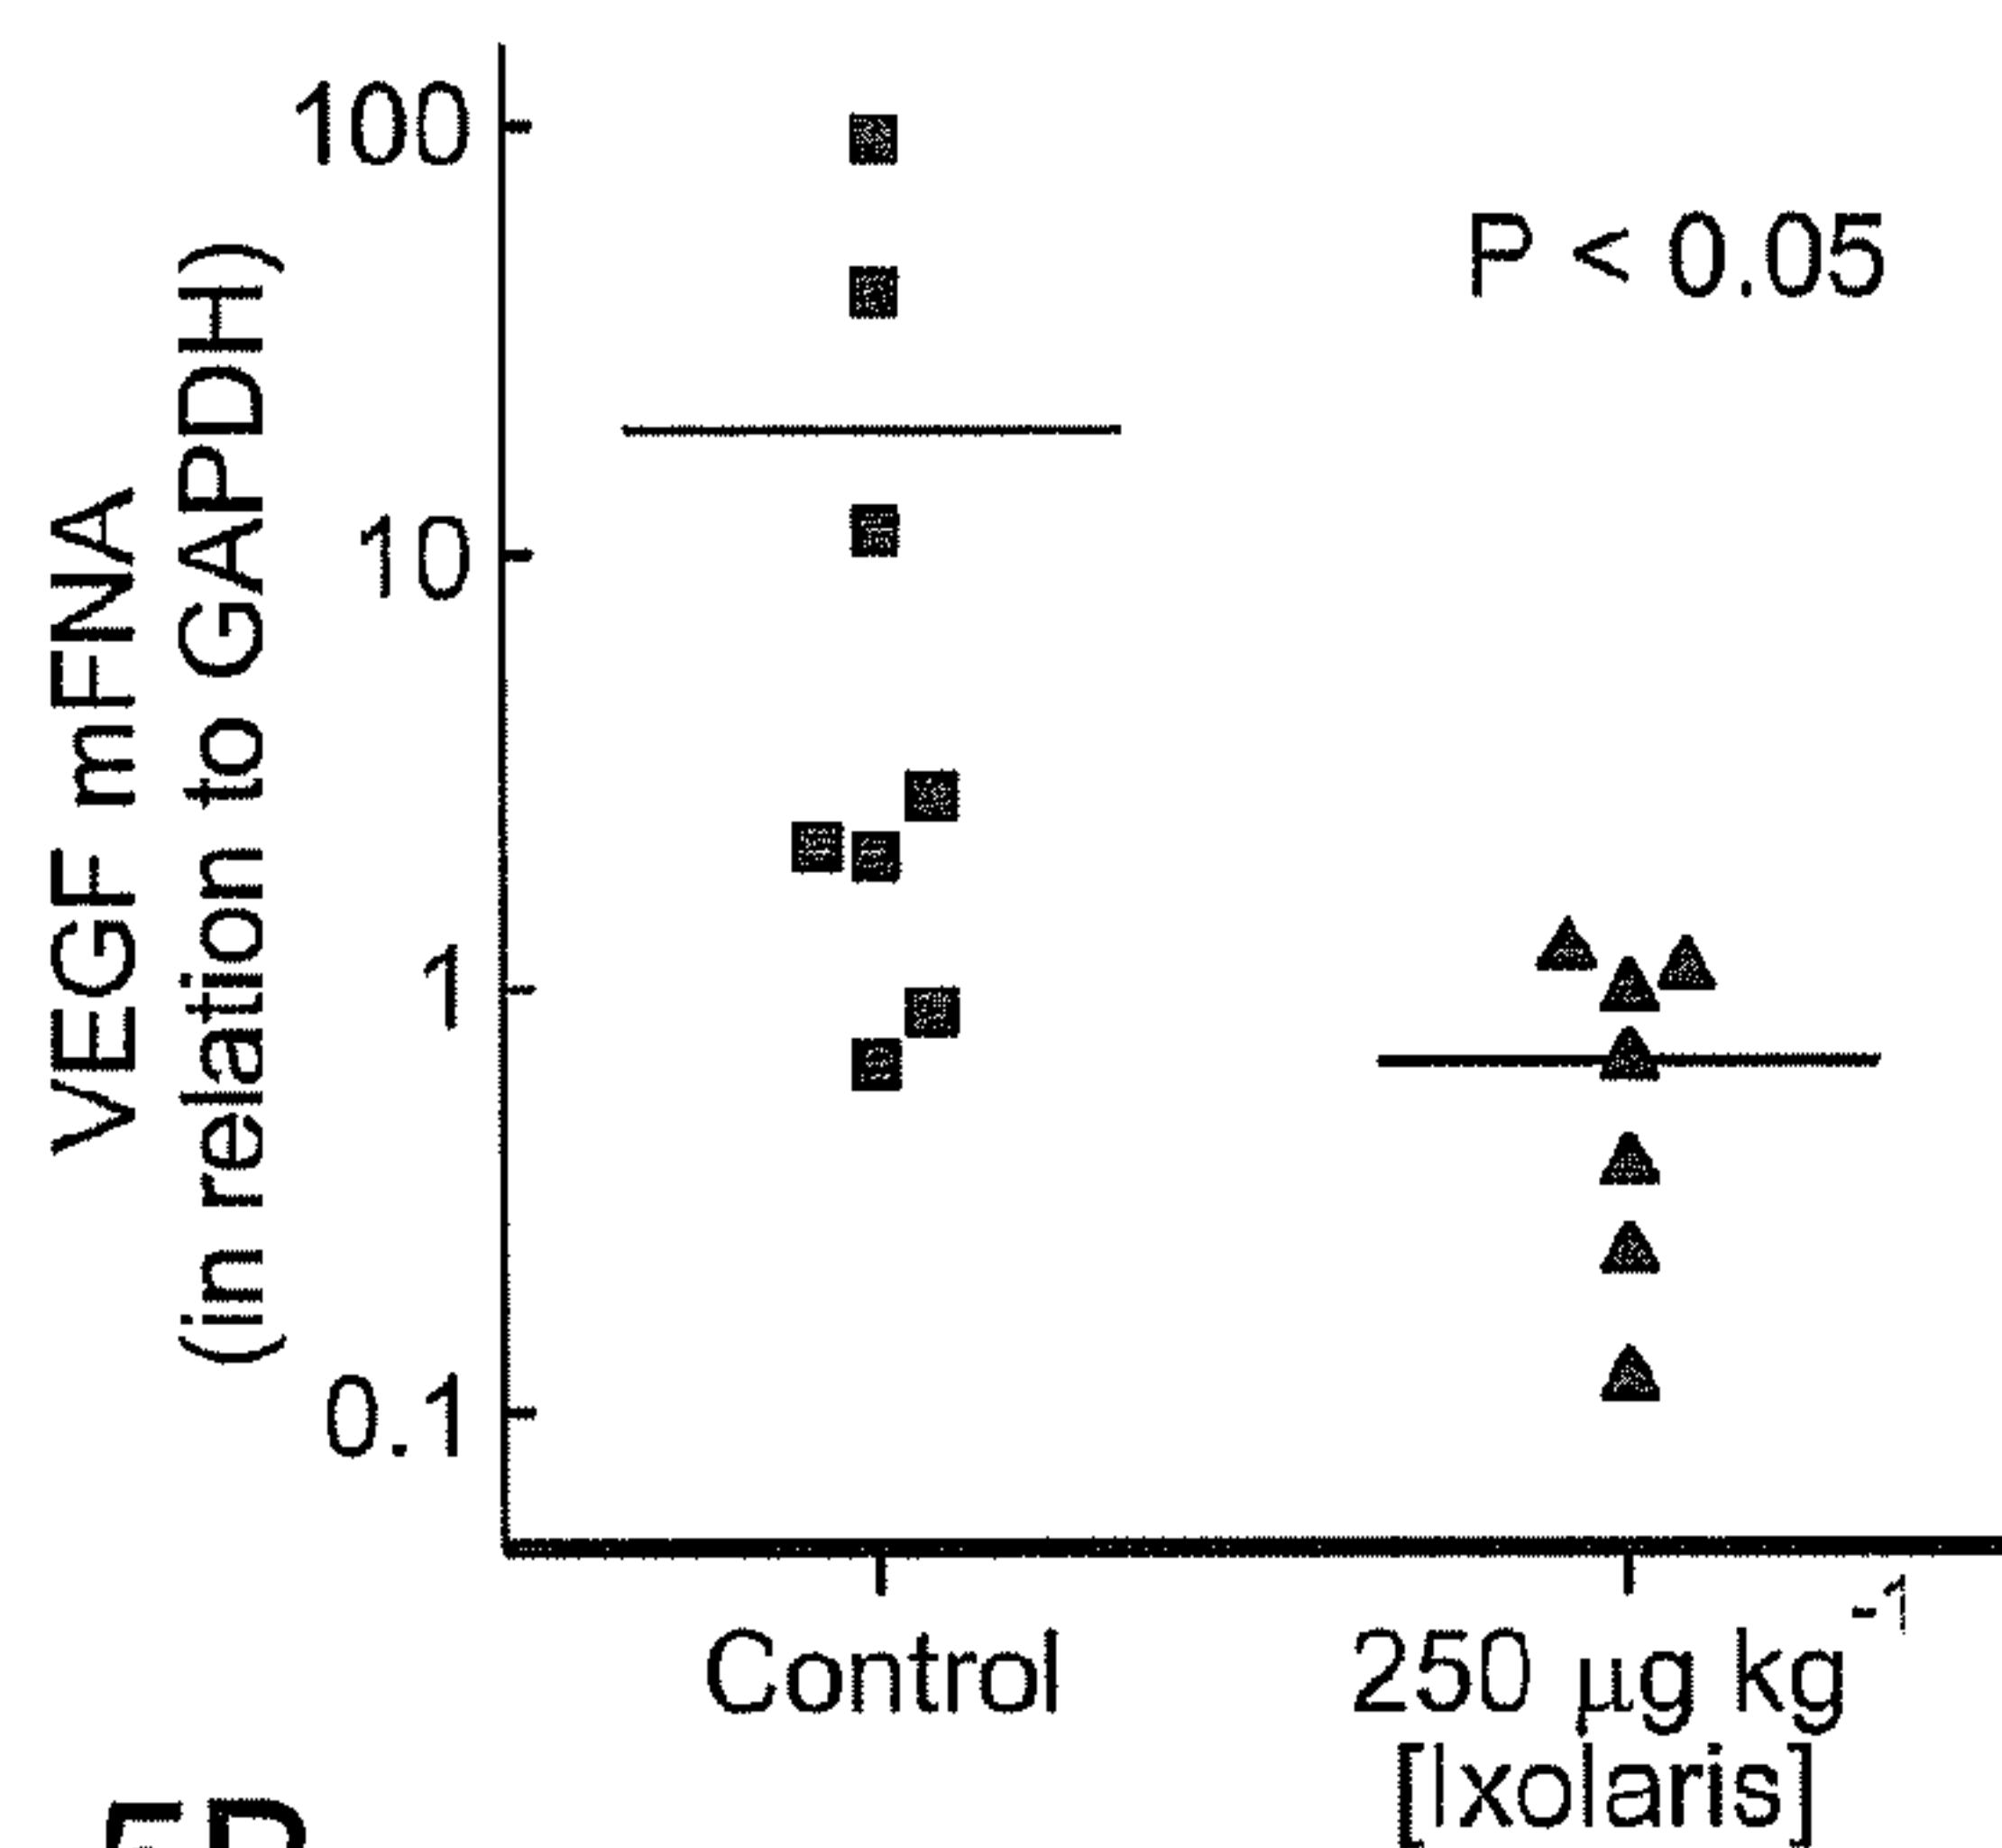 VEGF mFNA
(in relation to GAPDH)
100
10
1
0.1
P < 0.05
Control
250 µg kg⁻¹
[Ixolaris]